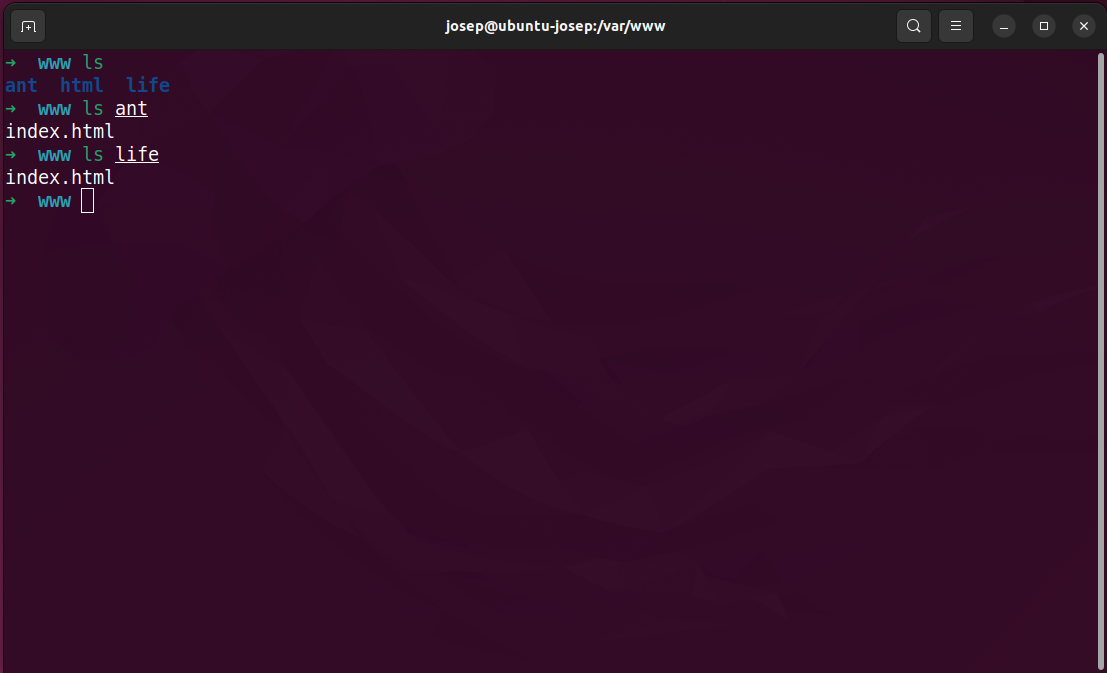 josep@ubuntu-josep:/var/www
➜  www ls
ant  html  life
➜  www ls ant
index.html
➜  www ls life
index.html
➜  www